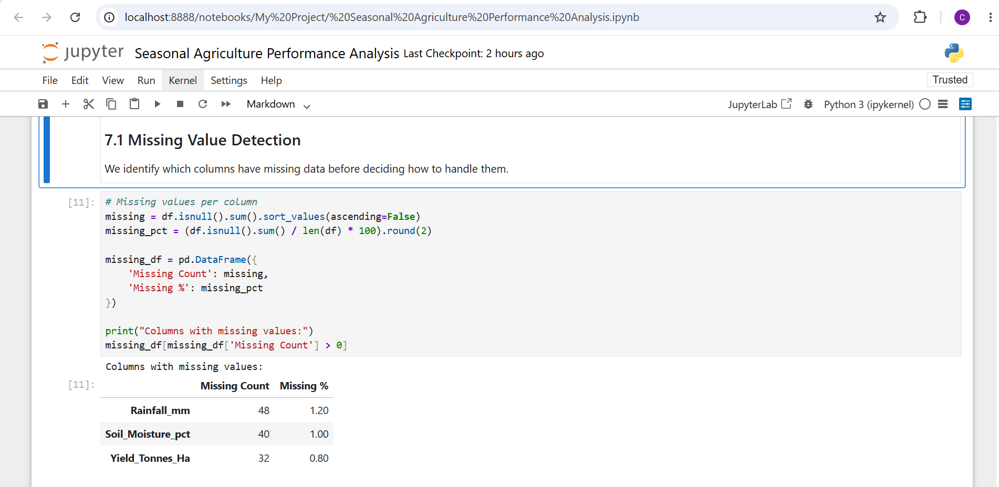 localhost:8888/notebooks/My%20Project/%20Seasonal%20Agriculture%20Performance%20Analysis.ipynb
C
jupyter Seasonal Agriculture Performance Analysis Last Checkpoint: 2 hours ago
File Edit View Run Kernel Settings Help
Trusted
Markdown
JupyterLab Python 3 (ipykernel)
7.1 Missing Value Detection
We identify which columns have missing data before deciding how to handle them.
[11]:
# Missing values per column
missing = df.isnull().sum().sort_values(ascending=False)
missing_pct = (df.isnull().sum() / len(df) * 100).round(2)
missing_df = pd.DataFrame({
    'Missing Count': missing,
    'Missing %': missing_pct
})
print("Columns with missing values:")
missing_df[missing_df['Missing Count'] > 0]
Columns with missing values:
[11]:
Missing Count Missing %
Rainfall_mm 48 1.20
Soil_Moisture_pct 40 1.00
Yield_Tonnes_Ha 32 0.80